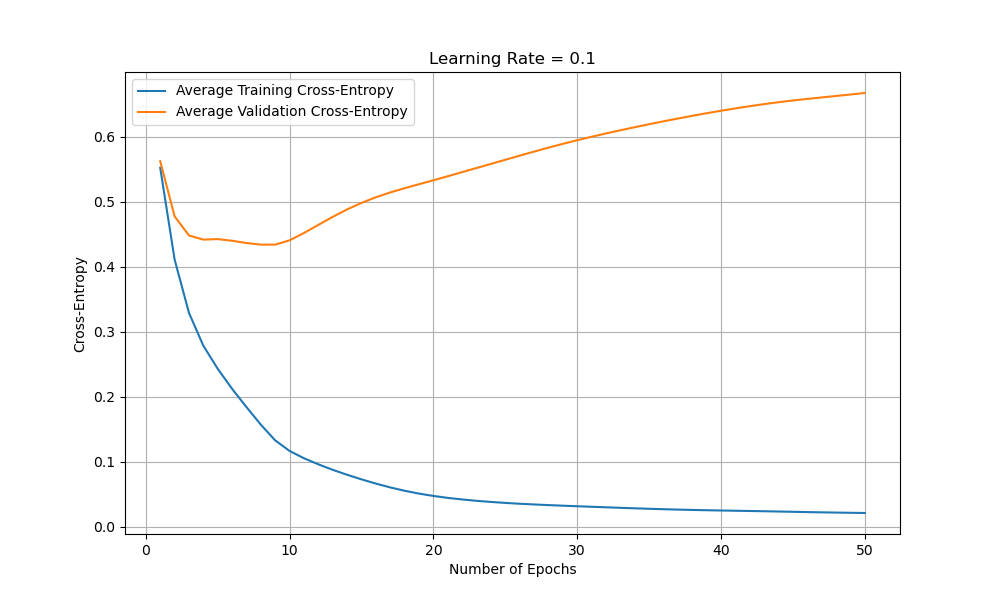 Learning Rate = 0.1
Average Training Cross-Entropy
Average Validation Cross-Entropy
0.6
0.5
0.4
0.3
0.2
0.1
0.0
Cross-Entropy
0 10 20 30 40 50
Number of Epochs